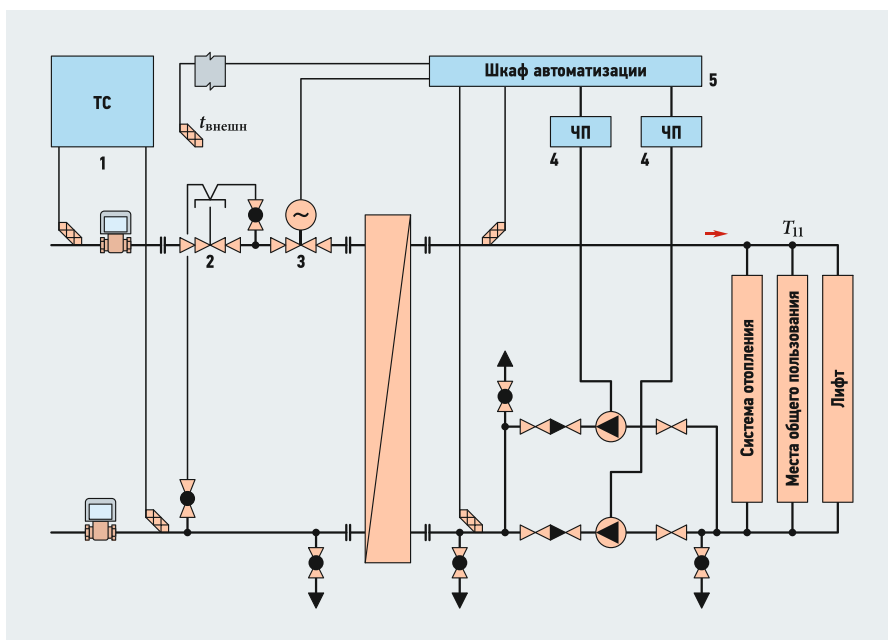 Шкаф автоматизации
5
ТС
tвнешн
ЧП
ЧП
1
4
4
T11
2
3
Система отопления
Места общего пользования
Лифт
~